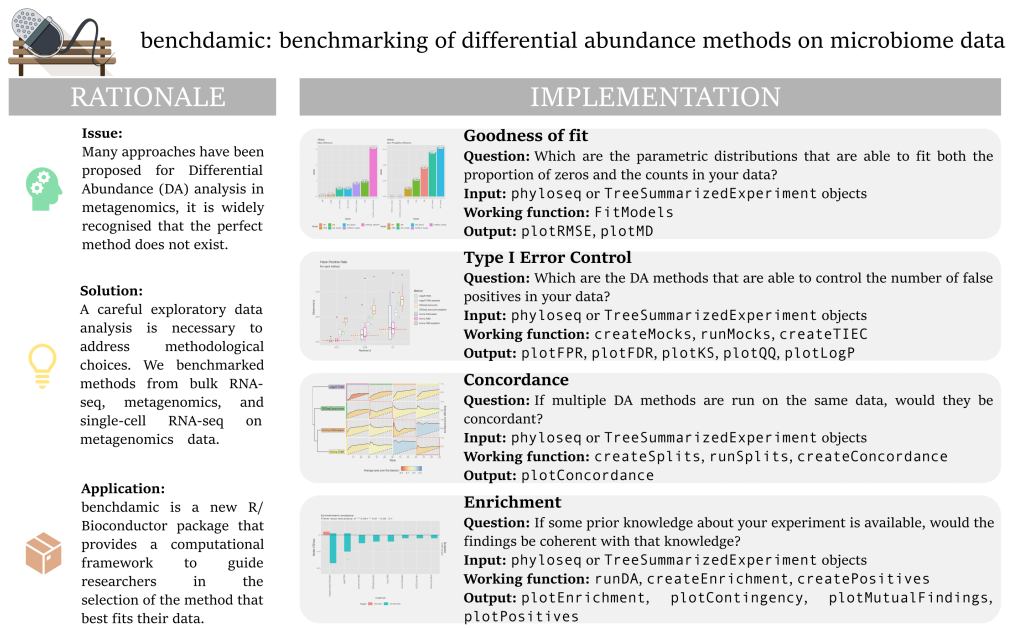 benchdamic: benchmarking of differential abundance methods on microbiome data
RATIONALE
Issue:
Many approaches have been
proposed for Differential
Abundance (DA) analysis in
metagenomics, it is widely
recognised that the perfect
method does not exist.
Solution:
A careful exploratory data
analysis is necessary to
address methodological
choices. We benchmarked
methods from bulk RNA-
seq, metagenomics, and
single-cell RNA-seq on
metagenomics data.
Application:
benchdamic is a new R/
Bioconductor package that
provides a computational
framework to guide
researchers in the
selection of the method that
best fits their data.
IMPLEMENTATION
Goodness of fit
Question: Which are the parametric distributions that are able to fit both the
proportion of zeros and the counts in your data?
Input: phyloseq or TreeSummarizedExperiment objects
Working function: FitModels
Output: plotRMSE, plotMD
Type I Error Control
Question: Which are the DA methods that are able to control the number of false
positives in your data?
Input: phyloseq or TreeSummarizedExperiment objects
Working functions: createMocks, runMocks, createTIEC
Output: plotFPR, plotFDR, plotKS, plotQQ, plotLogP
Concordance
Question: If multiple DA methods are run on the same data, would they be
concordant?
Input: phyloseq or TreeSummarizedExperiment objects
Working functions: createSplits, runSplits, createConcordance
Output: plotConcordance
Enrichment
Question: If some prior knowledge about your experiment is available, would the
findings be coherent with that knowledge?
Input: phyloseq or TreeSummarizedExperiment objects
Working functions: runDA, createEnrichment, createPositives
Output: plotEnrichment, plotContingency, plotMutualFindings,
plotPositives